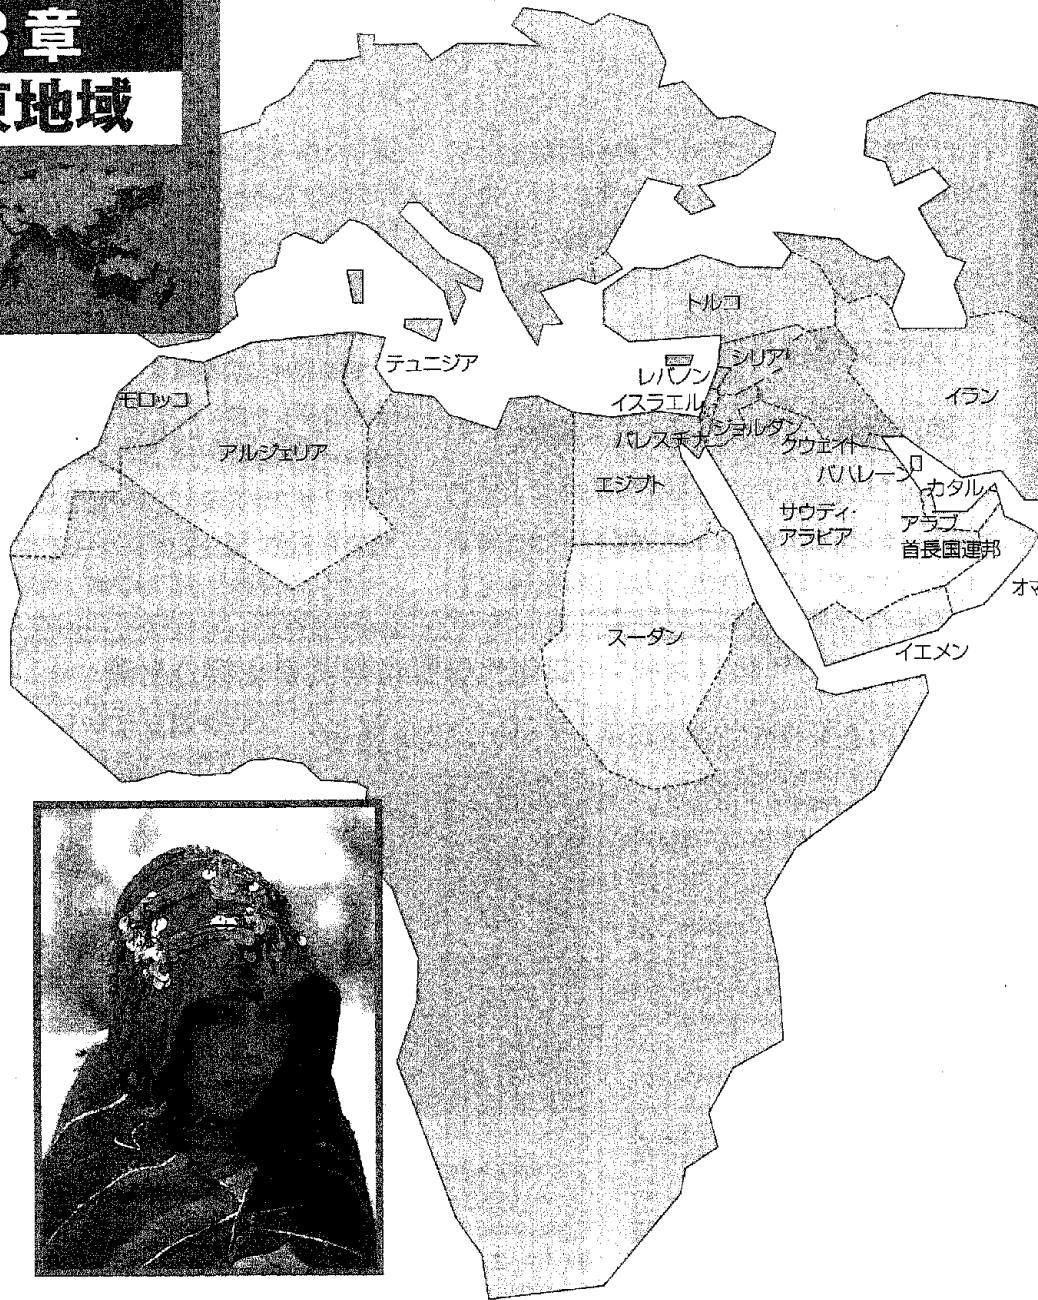 3章
東地域
トルコ
テュニジア
シリア
レバノン
イスラエル
イラン
モロッコ
アルジェリア
パレスチナ
ジョルダン
クウェイト
バハレーン
エジプト
カタル
サウディ・
アラビア
アラブ
首長国連邦
オマ
スーダン
イエメン